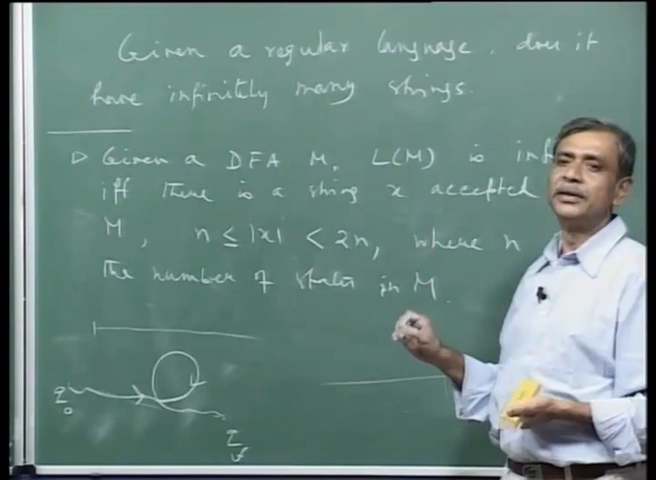 Given a regular language, does it
have infinitely many strings.
▷ Given a DFA M, L(M) is inf
iff there is a string x accepted
M, n ≤ |x| < 2n, where n
the number of states in M.
q₀
q_f